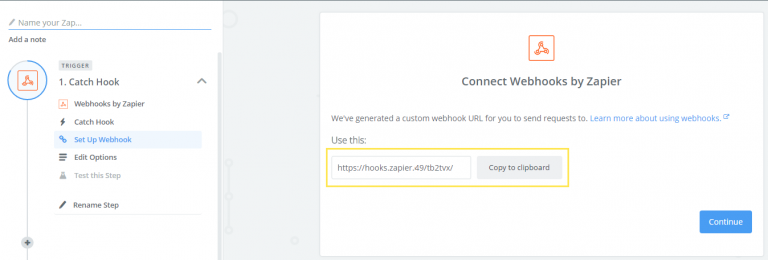 Name your Zap...
Add a note
TRIGGER
1. Catch Hook
Webhooks by Zapier
Catch Hook
Set Up Webhook
Edit Options
Test this Step
Rename Step
Connect Webhooks by Zapier
We've generated a custom webhook URL for you to send requests to. Learn more about using webhooks.
Use this:
https://hooks.zapier.49/tb2tvx/
Copy to clipboard
Continue